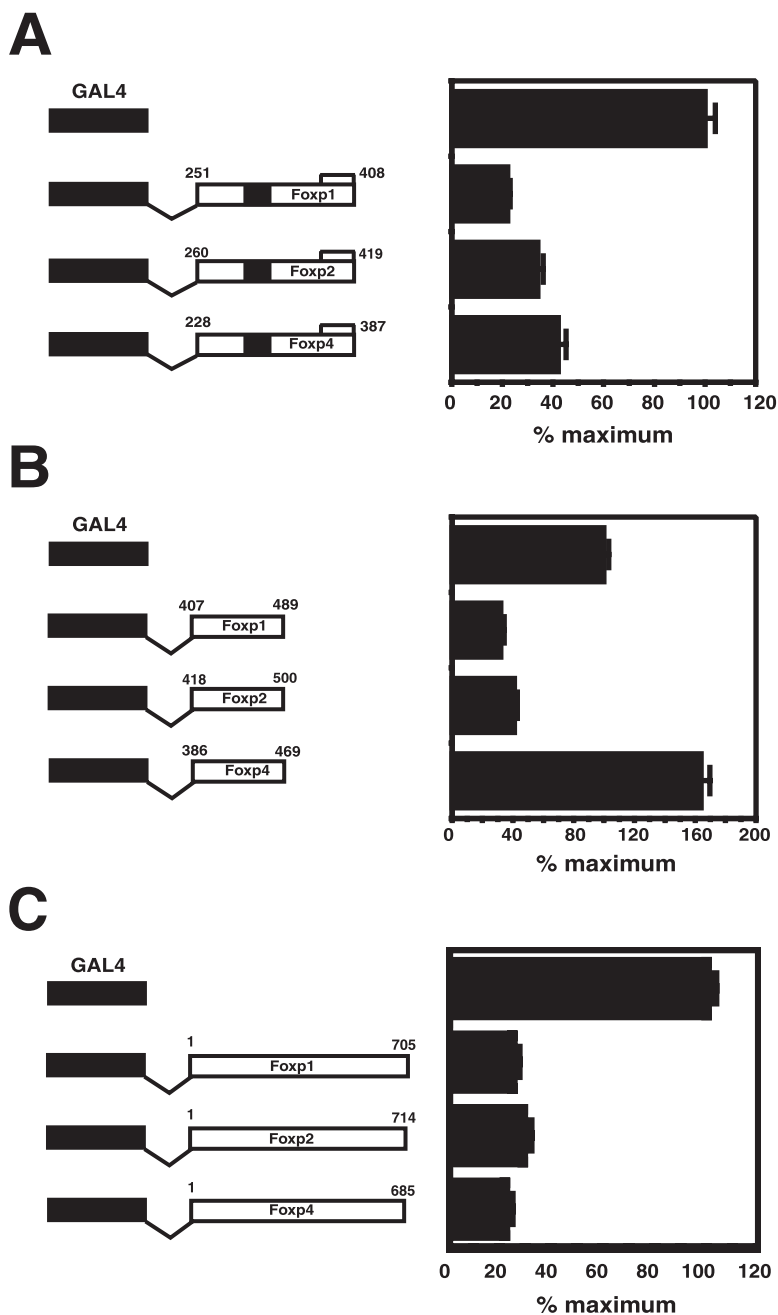 A
GAL4
251 Foxp1 408
260 Foxp2 419
228 Foxp4 387
0 20 40 60 80 100 120
% maximum
B
GAL4
407 Foxp1 489
418 Foxp2 500
386 Foxp4 469
0 40 80 120 160 200
% maximum
C
GAL4
1 Foxp1 705
1 Foxp2 714
1 Foxp4 685
0 20 40 60 80 100 120
% maximum